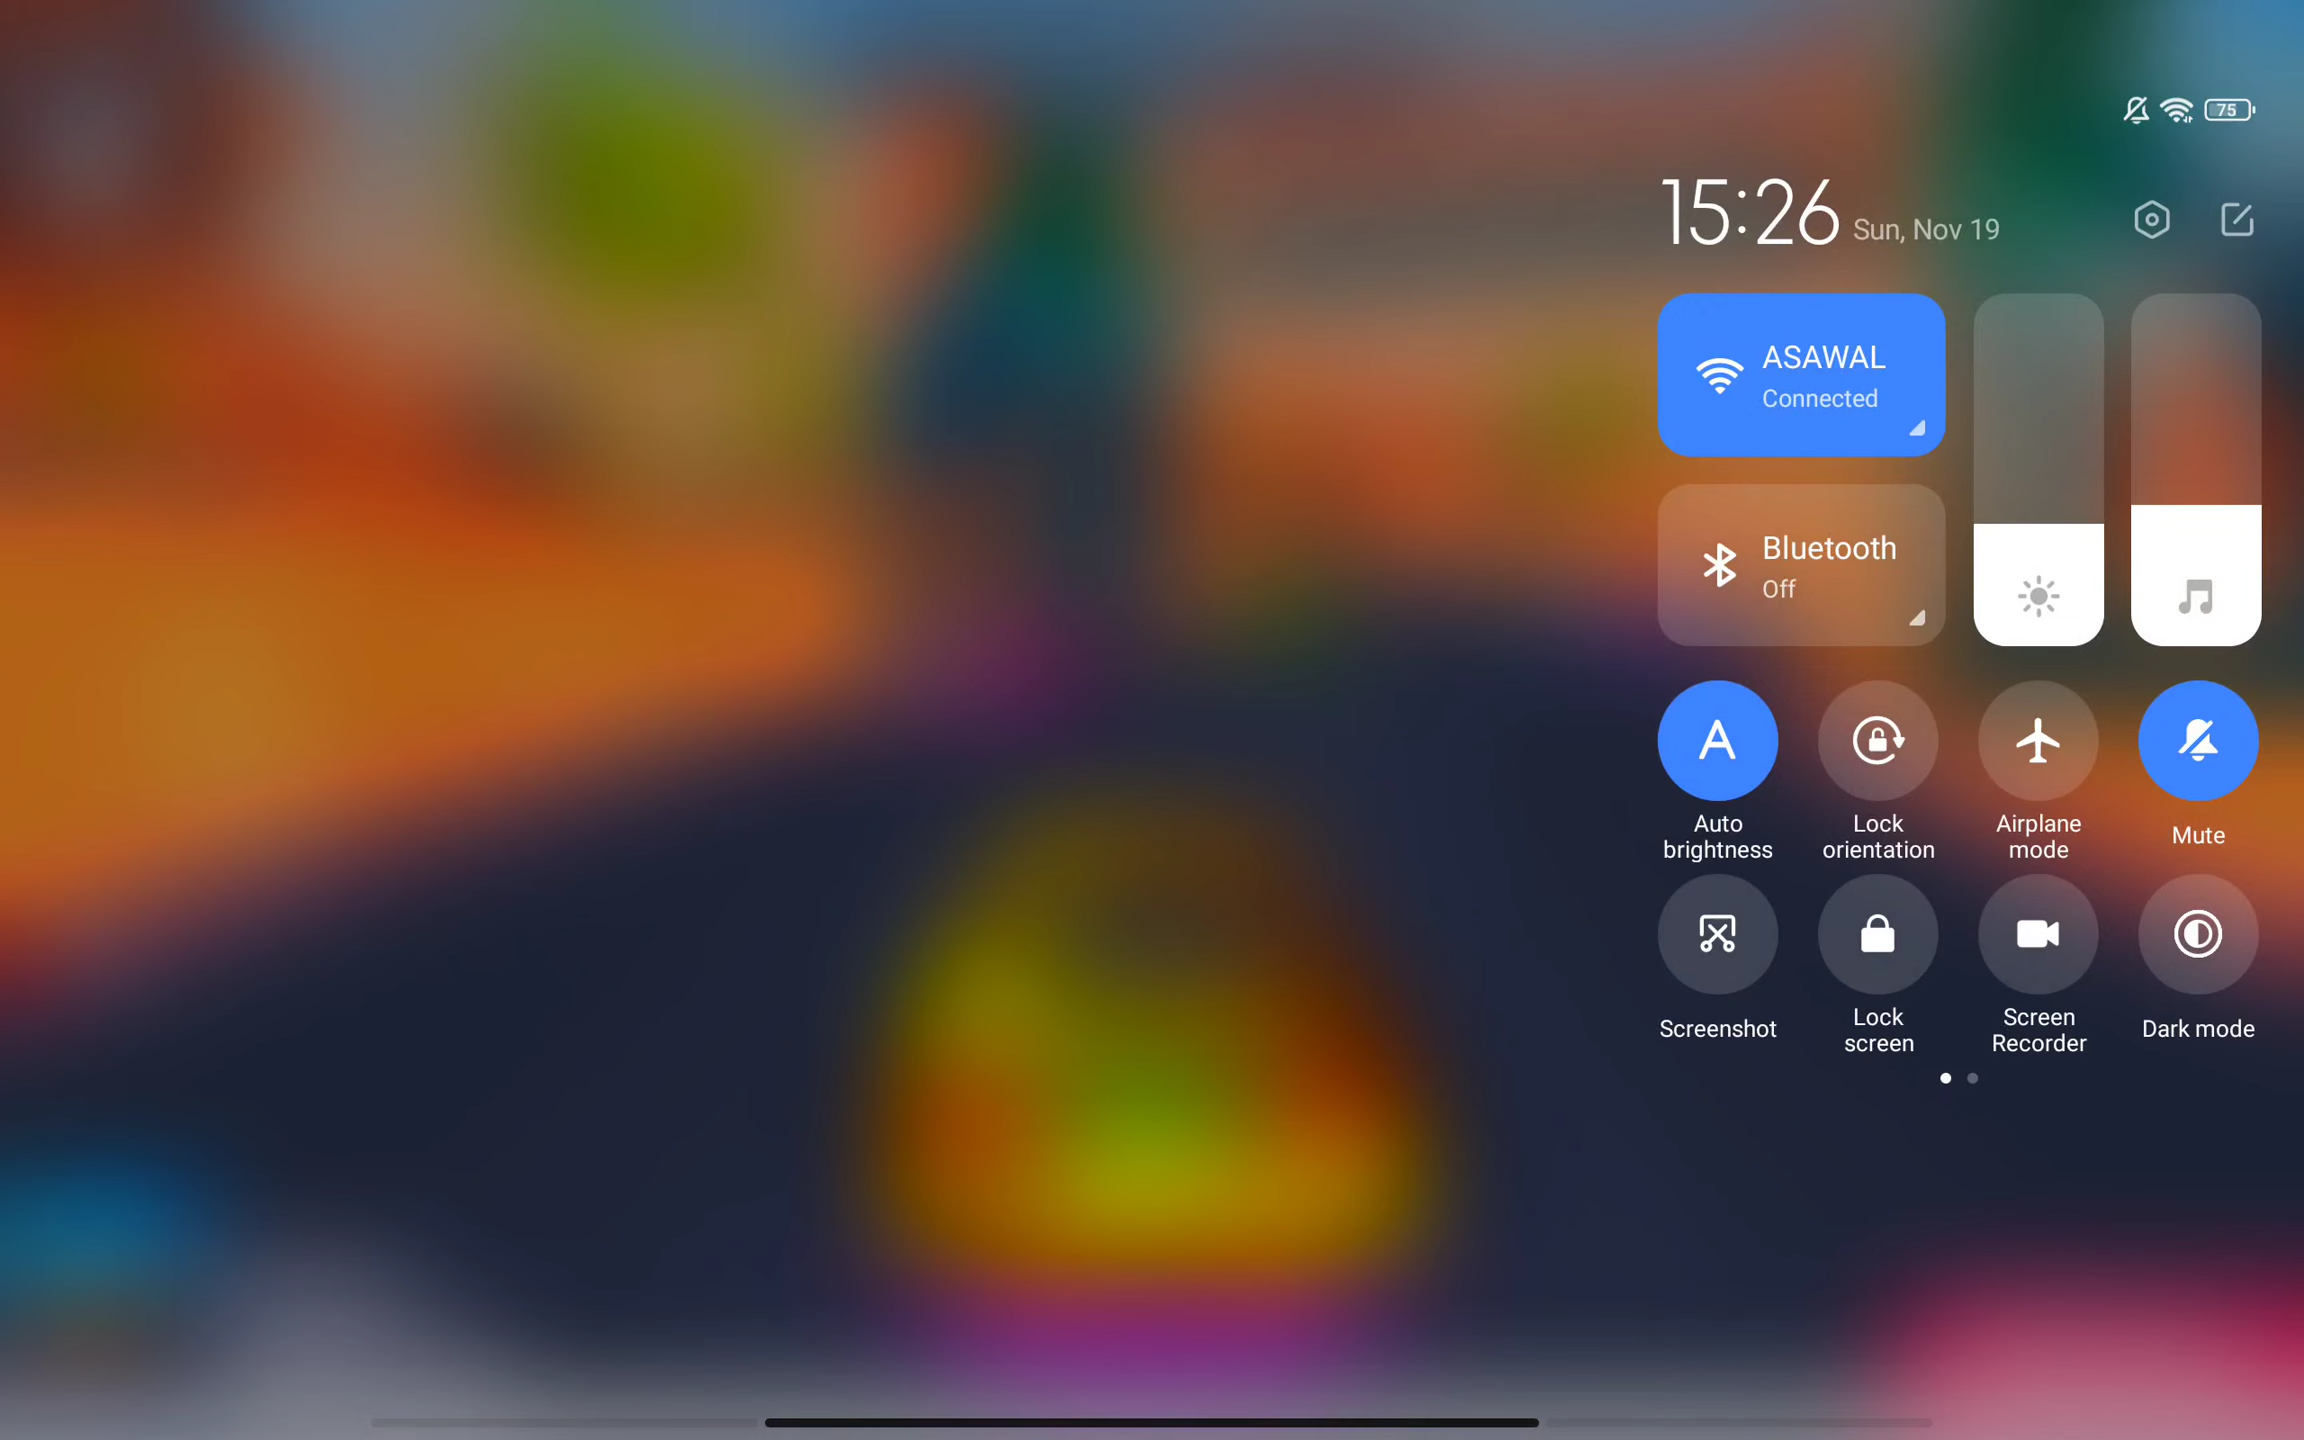 75
15:26 Sun, Nov 19
ASAWAL
Connected
Bluetooth
Off
A
Auto
brightness
Lock
orientation
Airplane
mode
Mute
Screenshot
Lock
screen
Screen
Recorder
Dark mode